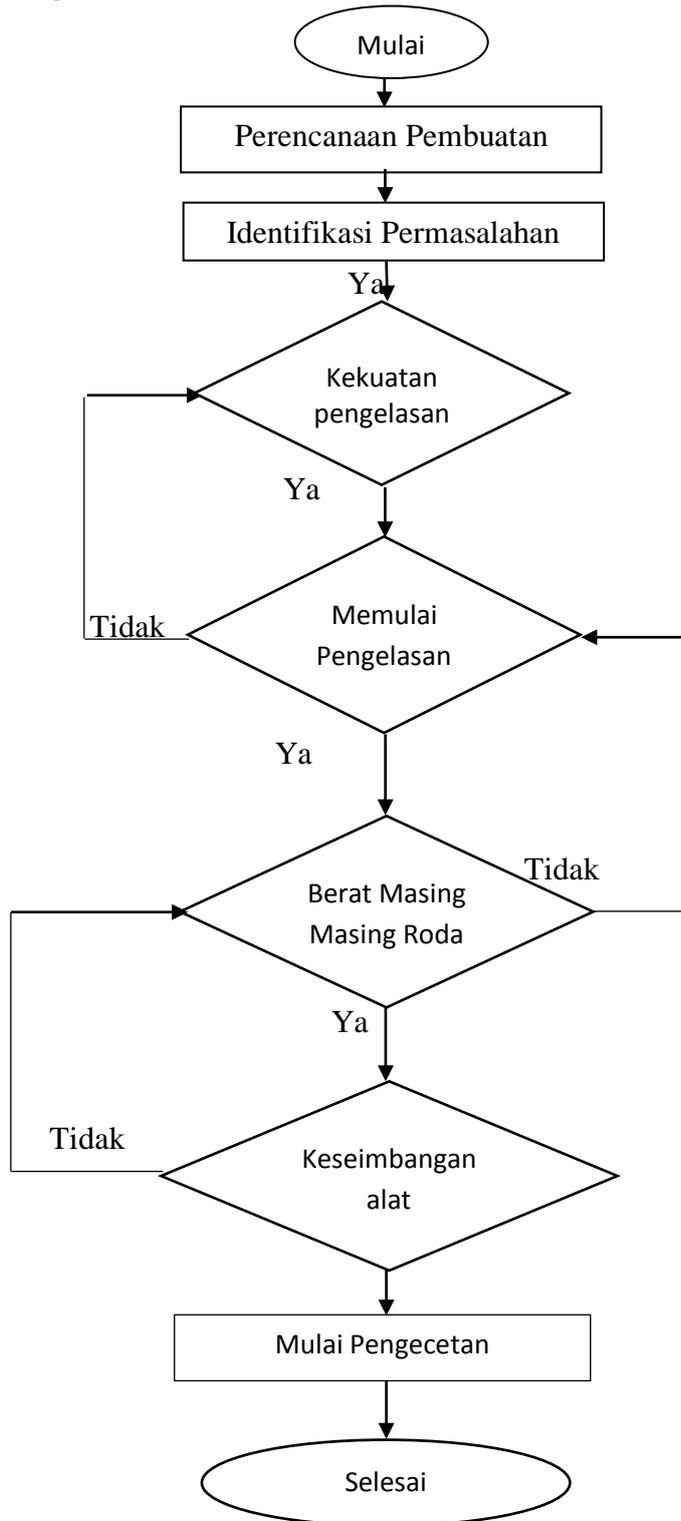 Mulai
Perencanaan Pembuatan
Identifikasi Permasalahan
Ya
Kekuatan
pengelasan
Ya
Memulai
Pengelasan
Tidak
Ya
Tidak
Berat Masing
Masing Roda
Ya
Tidak
Keseimbangan
alat
Mulai Pengecetan
Selesai